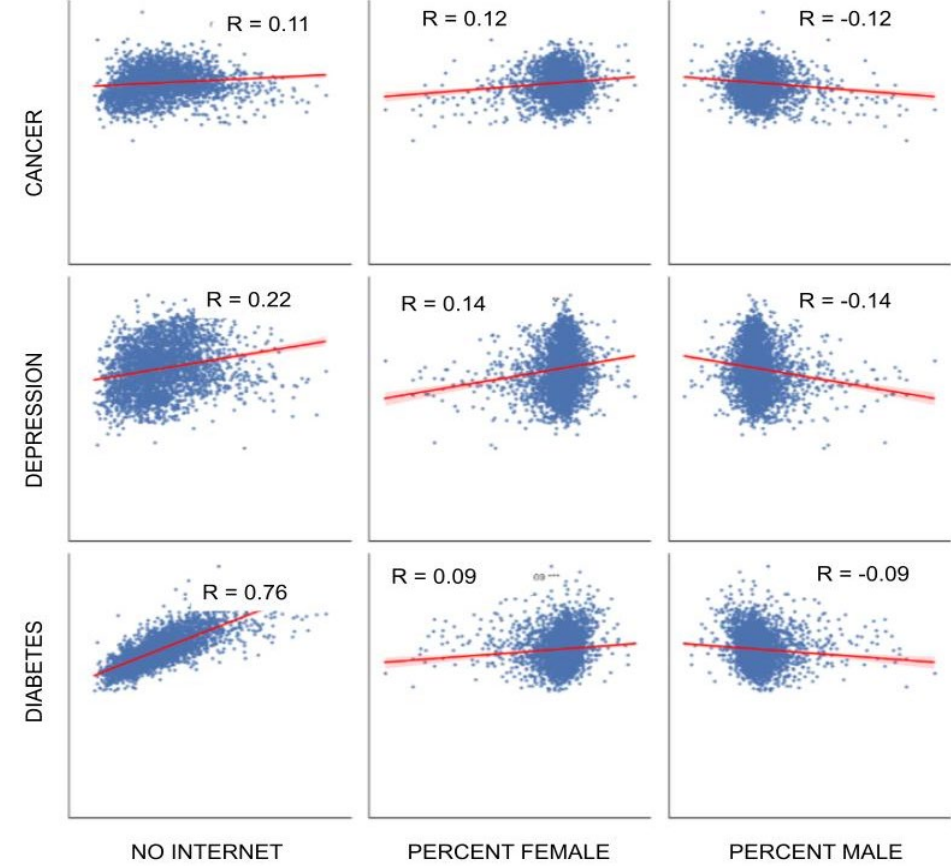 R = 0.11
R = 0.12
R = -0.12
CANCER
R = 0.22
R = 0.14
R = -0.14
DEPRESSION
R = 0.76
R = 0.09
R = -0.09
DIABETES
NO INTERNET
PERCENT FEMALE
PERCENT MALE